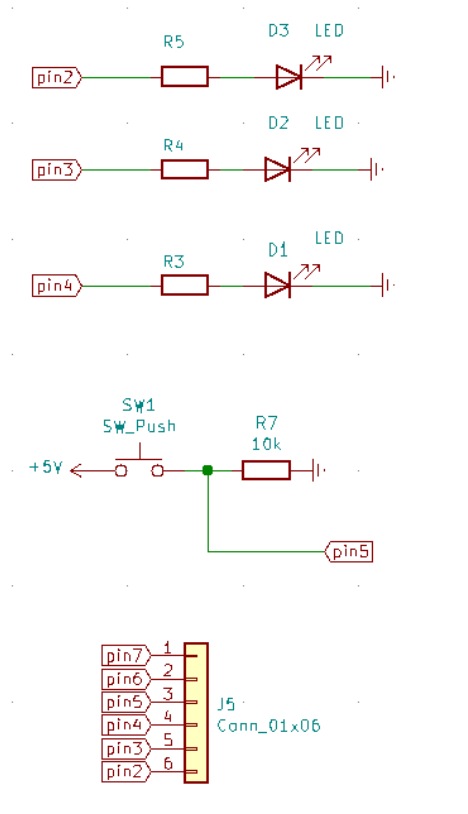 D3 LED
R5
pin2
D2 LED
R4
pin3
LED
D1
R3
pin4
SW1
SW_Push
R7
10k
+5V
pin5
pin7 1
pin6 2
pin5 3
J5
pin4 4
Conn_01x06
pin3 5
pin2 6